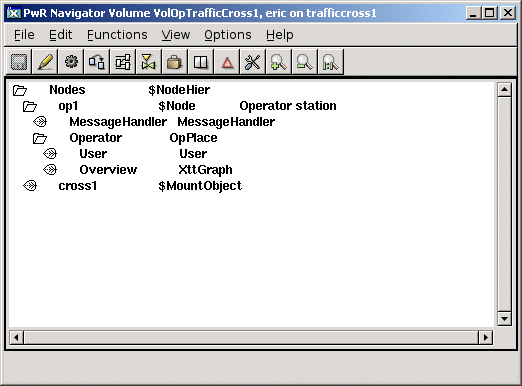 PwR Navigator Volume VolOpTrafficCross1, eric on trafficcross1
File Edit Functions View Options Help
Nodes $NodeHier
op1 $Node Operator station
MessageHandler MessageHandler
Operator OpPlace
User User
Overview XttGraph
cross1 $MountObject